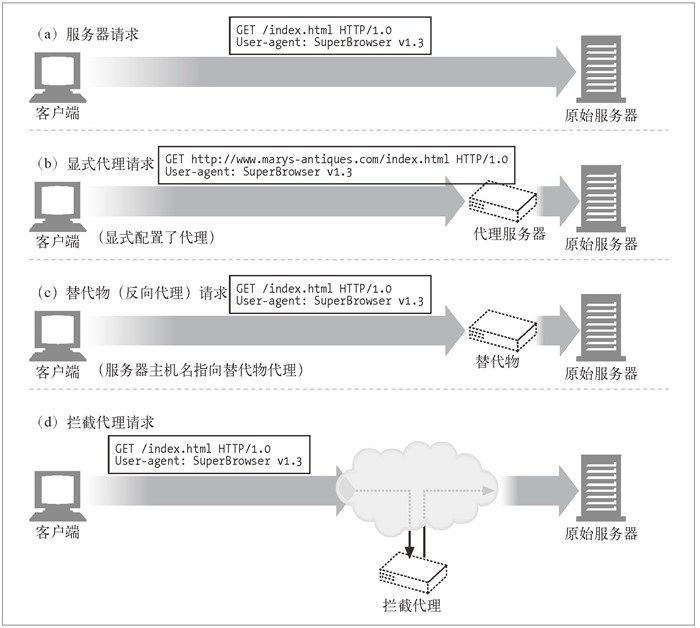 (a) 服务器请求
GET /index.html HTTP/1.0
User-agent: SuperBrowser v1.3
客户端
原始服务器
(b) 显式代理请求
GET http://www.marys-antiques.com/index.html HTTP/1.0
User-agent: SuperBrowser v1.3
客户端
(显式配置了代理)
代理服务器
原始服务器
(c) 替代物(反向代理)请求
GET /index.html HTTP/1.0
User-agent: SuperBrowser v1.3
客户端
(服务器主机名指向替代物代理)
替代物
原始服务器
(d) 拦截代理请求
GET /index.html HTTP/1.0
User-agent: SuperBrowser v1.3
客户端
原始服务器
拦截代理